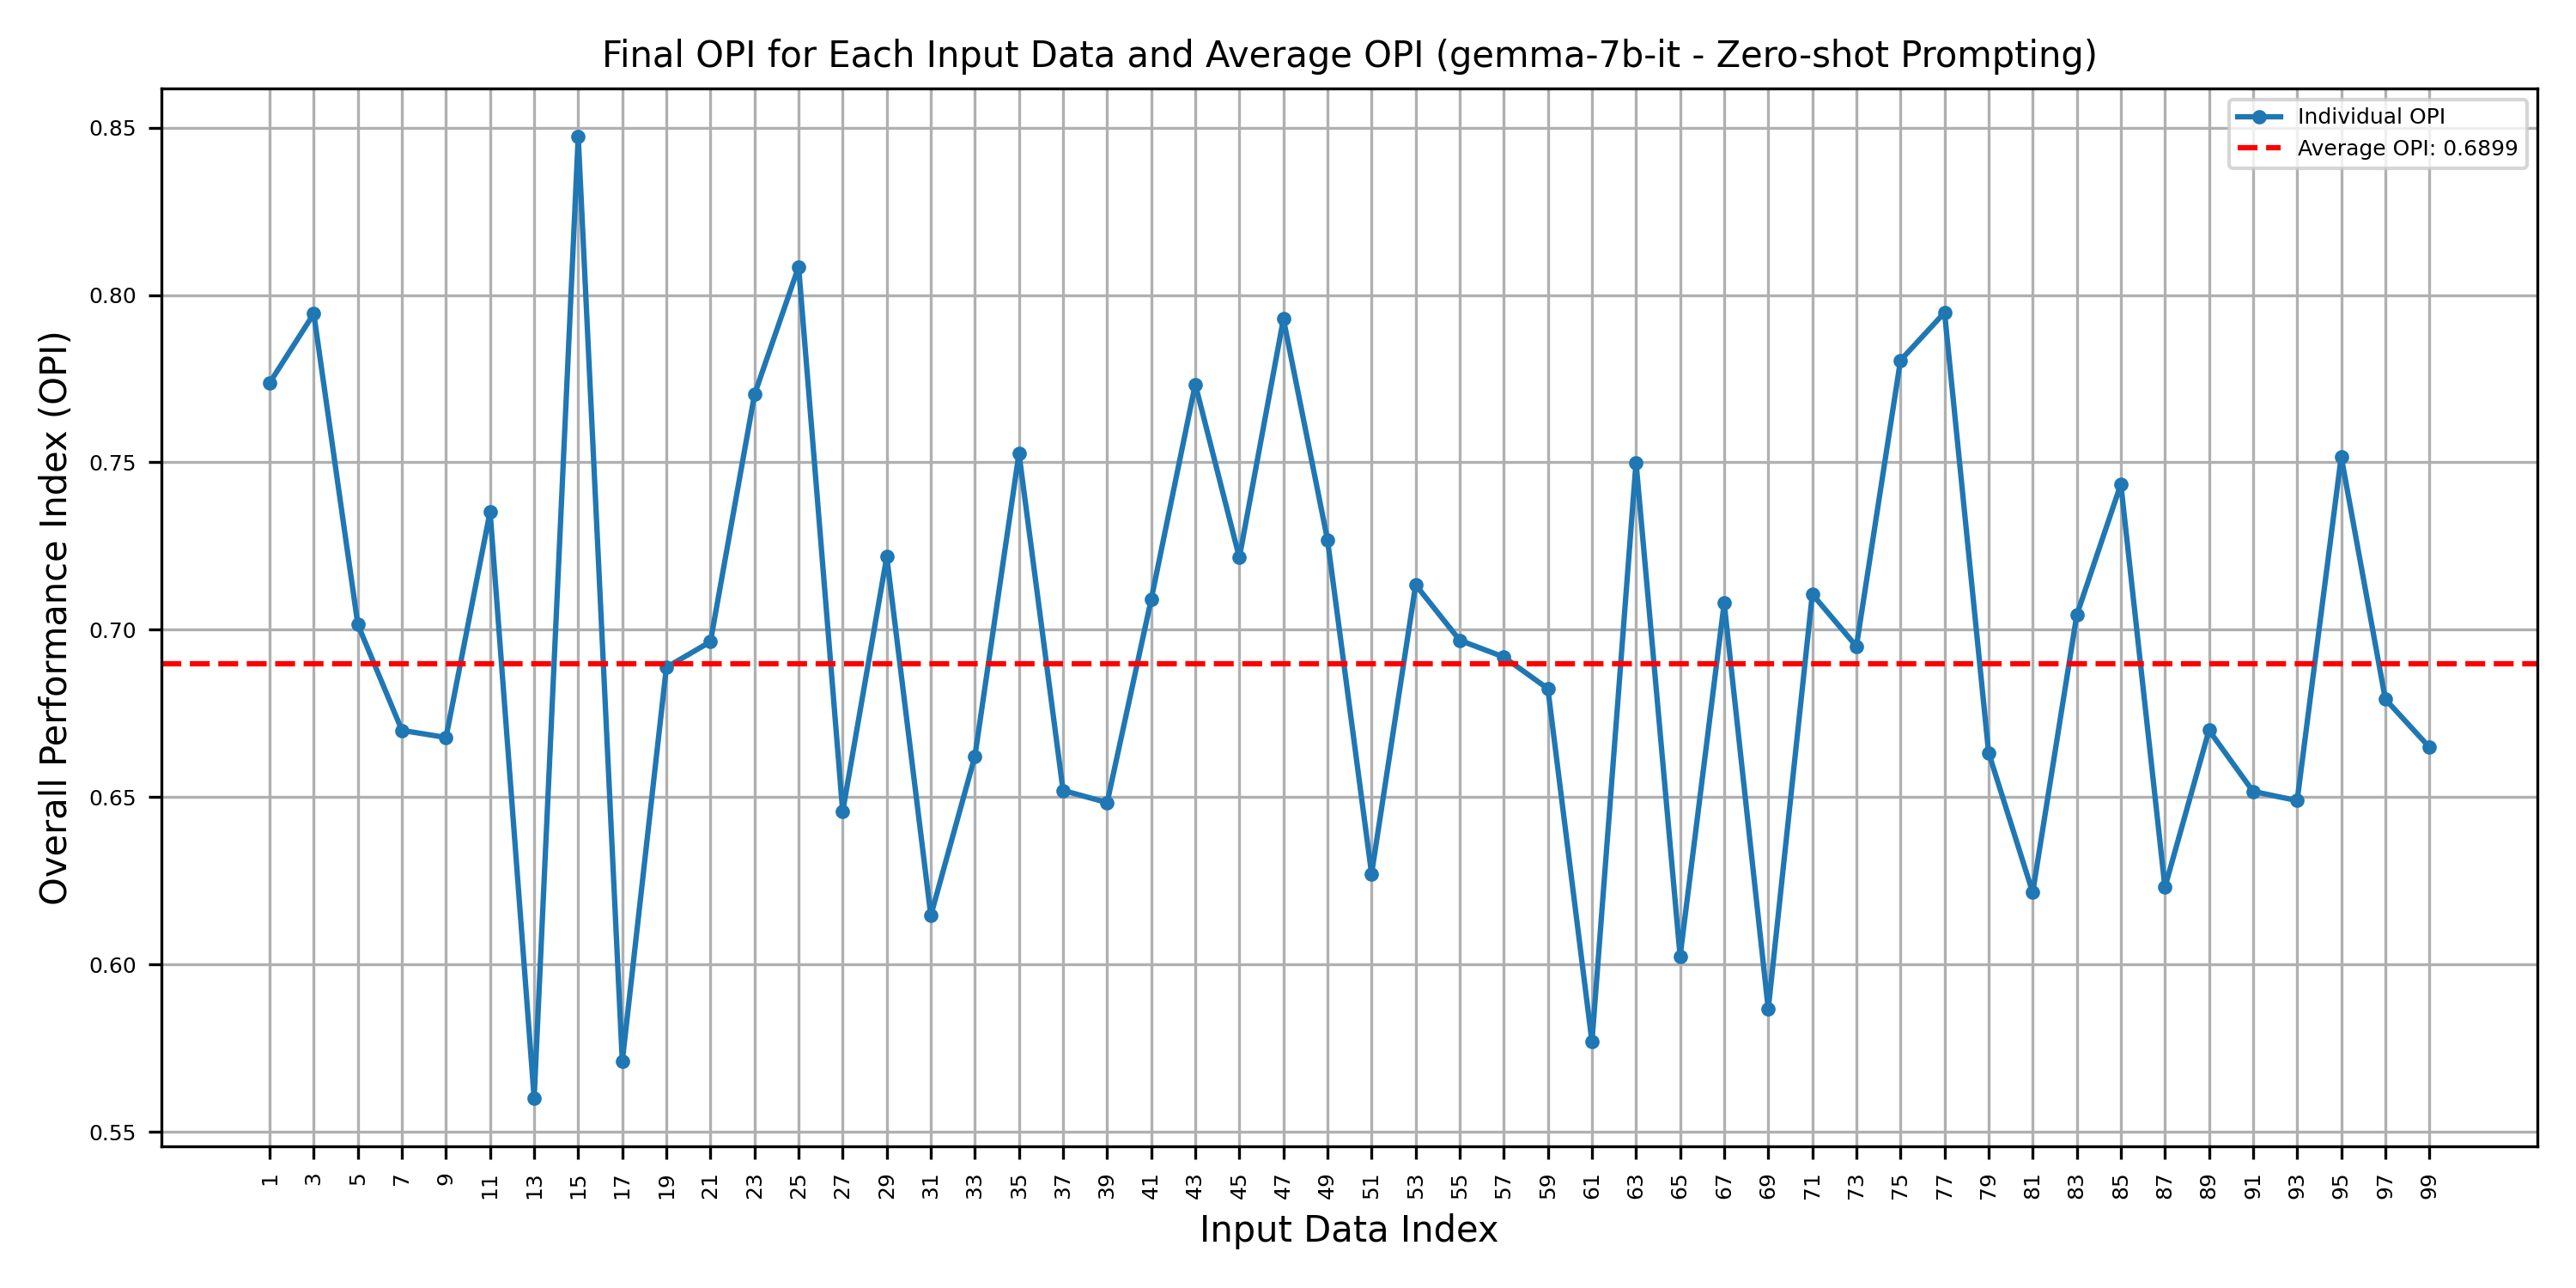 Final OPI for Each Input Data and Average OPI (gemma-7b-it - Zero-shot Prompting)
Individual OPI
Average OPI: 0.6899
Overall Performance Index (OPI)
0.85
0.80
0.75
0.70
0.65
0.60
0.55
1 3 5 7 9 11 13 15 17 19 21 23 25 27 29 31 33 35 37 39 41 43 45 47 49 51 53 55 57 59 61 63 65 67 69 71 73 75 77 79 81 83 85 87 89 91 93 95 97 99
Input Data Index